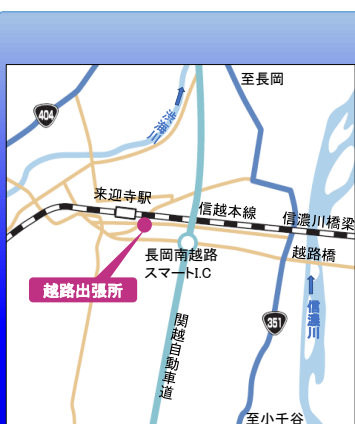 至長岡
404
渋海川
来迎寺駅
信越本線
信濃川橋梁
長岡南越路
スマートI.C
越路橋
越路出張所
信濃川
関越自動車道
351
至小千谷